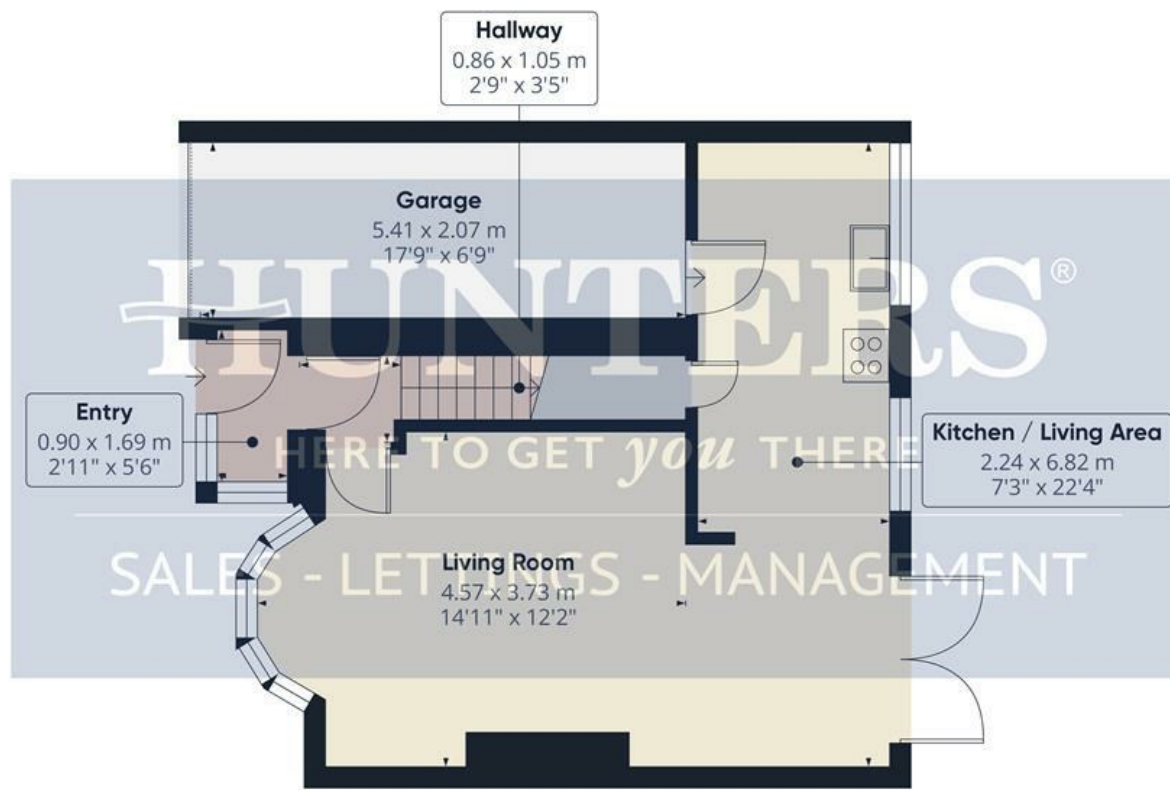 Hallway
0.86 x 1.05 m
2'9" x 3'5"
Garage
5.41 x 2.07 m
17'9" x 6'9"
HUNTERS®
Entry
0.90 x 1.69 m
2'11" x 5'6"
Kitchen / Living Area
2.24 x 6.82 m
7'3" x 22'4"
HERE TO GET you THERE
Living Room
4.57 x 3.73 m
14'11" x 12'2"
SALES - LETTINGS - MANAGEMENT